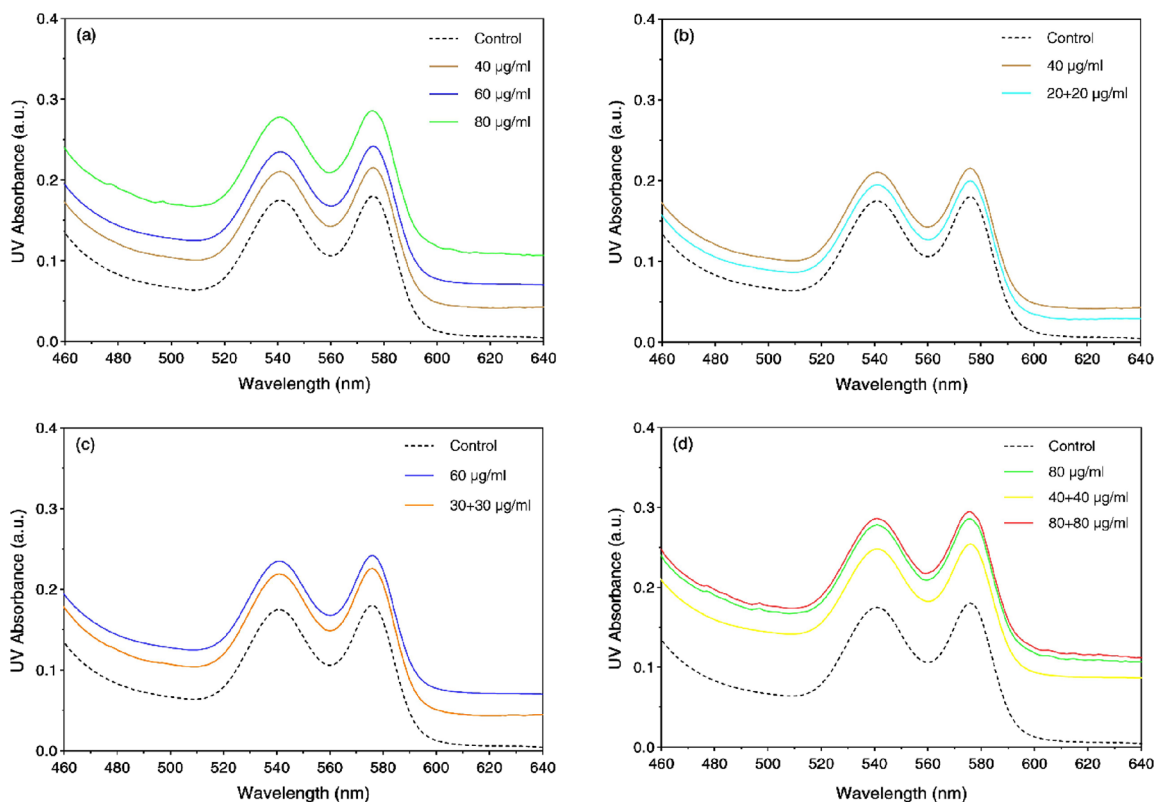 (a)
Control
40 µg/ml
60 µg/ml
80 µg/ml
UV Absorbance (a.u.)
0.4
0.3
0.2
0.1
0.0
460 480 500 520 540 560 580 600 620 640
Wavelength (nm)
(b)
Control
40 µg/ml
20+20 µg/ml
UV Absorbance (a.u.)
0.4
0.3
0.2
0.1
0.0
460 480 500 520 540 560 580 600 620 640
Wavelength (nm)
(c)
Control
60 µg/ml
30+30 µg/ml
UV Absorbance (a.u.)
0.4
0.3
0.2
0.1
0.0
460 480 500 520 540 560 580 600 620 640
Wavelength (nm)
(d)
Control
80 µg/ml
40+40 µg/ml
80+80 µg/ml
UV Absorbance (a.u.)
0.4
0.3
0.2
0.1
0.0
460 480 500 520 540 560 580 600 620 640
Wavelength (nm)